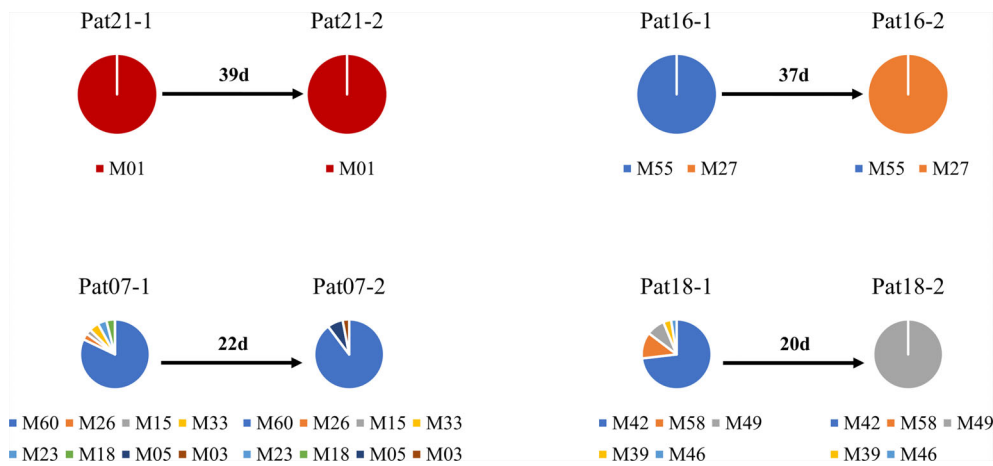 Pat21-1 Pat21-2 Pat16-1 Pat16-2
39d 37d
M01 M01 M55 M27 M55 M27
Pat07-1 Pat07-2 Pat18-1 Pat18-2
22d 20d
M60 M26 M15 M33 M60 M26 M15 M33 M42 M58 M49 M42 M58 M49
M23 M18 M05 M03 M23 M18 M05 M03 M39 M46 M39 M46